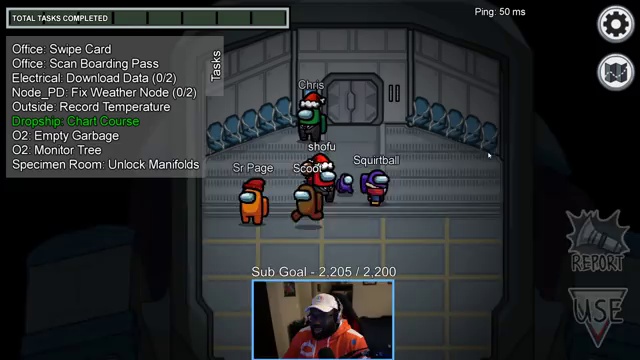 TOTAL TASKS COMPLETED
Ping: 50 ms
Tasks
Office: Swipe Card
Office: Scan Boarding Pass
Electrical: Download Data (0/2)
Node_PD: Fix Weather Node (0/2)
Outside: Record Temperature
Dropship: Chart Course
O2: Empty Garbage
O2: Monitor Tree
Specimen Room: Unlock Manifolds
Chris
shofu
Squirtball
Sr Page
Scoot
REPORT
USE
Sub Goal - 2,205 / 2,200